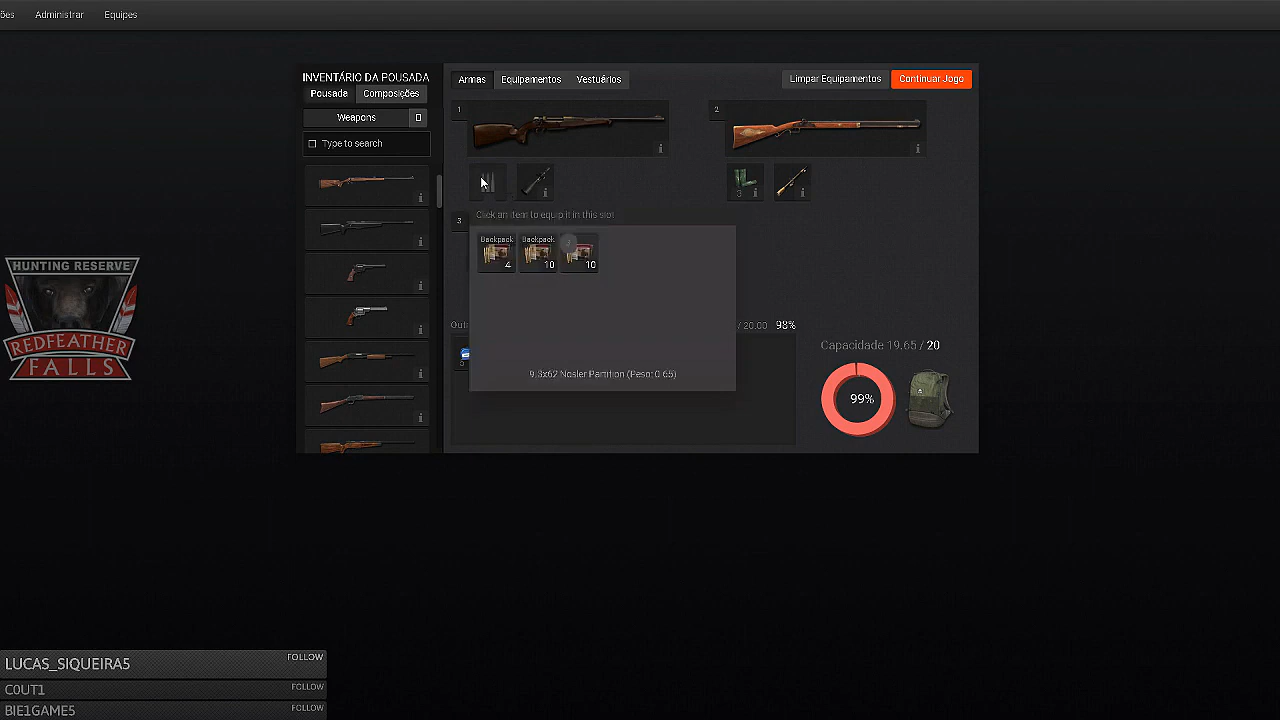 ões Administrar Equipes
INVENTÁRIO DA POUSADA
Pousada Composições
Weapons
Type to search
Armas Equipamentos Vestuários
Limpar Equipamentos Continuar Jogo
1
2
3
Click an item to equip it in this slot
3
Backpack Backpack
4 10 10
9.3x62 Nosler Partition (Peso: 0.65)
Out
/ 20.00 98%
Capacidade 19.65 / 20
99%
HUNTING RESERVE
REDFEATHER
FALLS
LUCAS_SIQUEIRA5 FOLLOW
C0UT1 FOLLOW
BIE1GAME5 FOLLOW